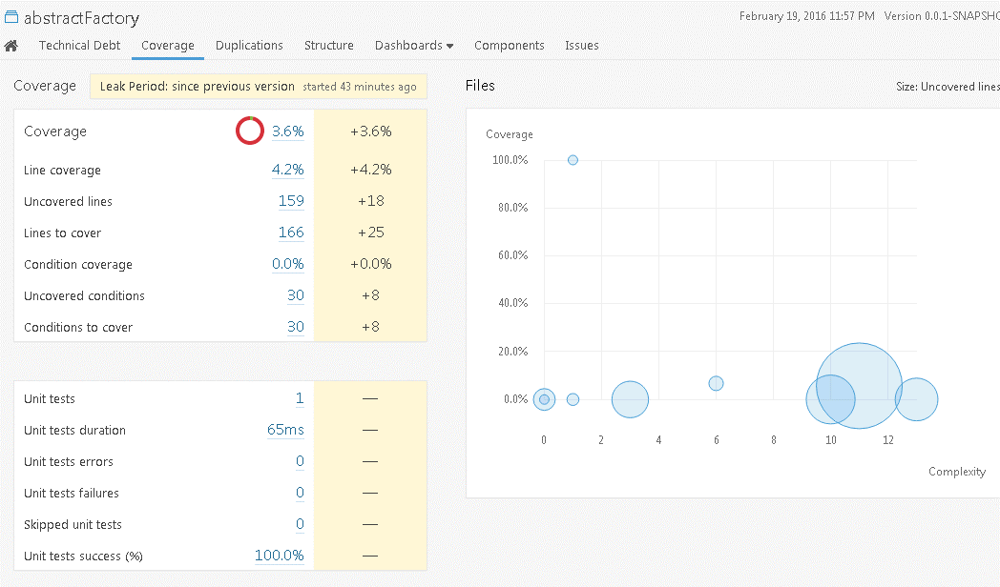 abstractFactory
February 19, 2016 11:57 PM Version 0.0.1-SNAPSHO
Technical Debt Coverage Duplications Structure Dashboards Components Issues
Coverage Leak Period: since previous version started 43 minutes ago
Coverage 3.6% +3.6%
Line coverage 4.2% +4.2%
Uncovered lines 159 +18
Lines to cover 166 +25
Condition coverage 0.0% +0.0%
Uncovered conditions 30 +8
Conditions to cover 30 +8
Unit tests 1 —
Unit tests duration 65ms —
Unit tests errors 0 —
Unit tests failures 0 —
Skipped unit tests 0 —
Unit tests success (%) 100.0% —
Files Size: Uncovered lines
Coverage
100.0%
80.0%
60.0%
40.0%
20.0%
0.0%
0 2 4 6 8 10 12
Complexity